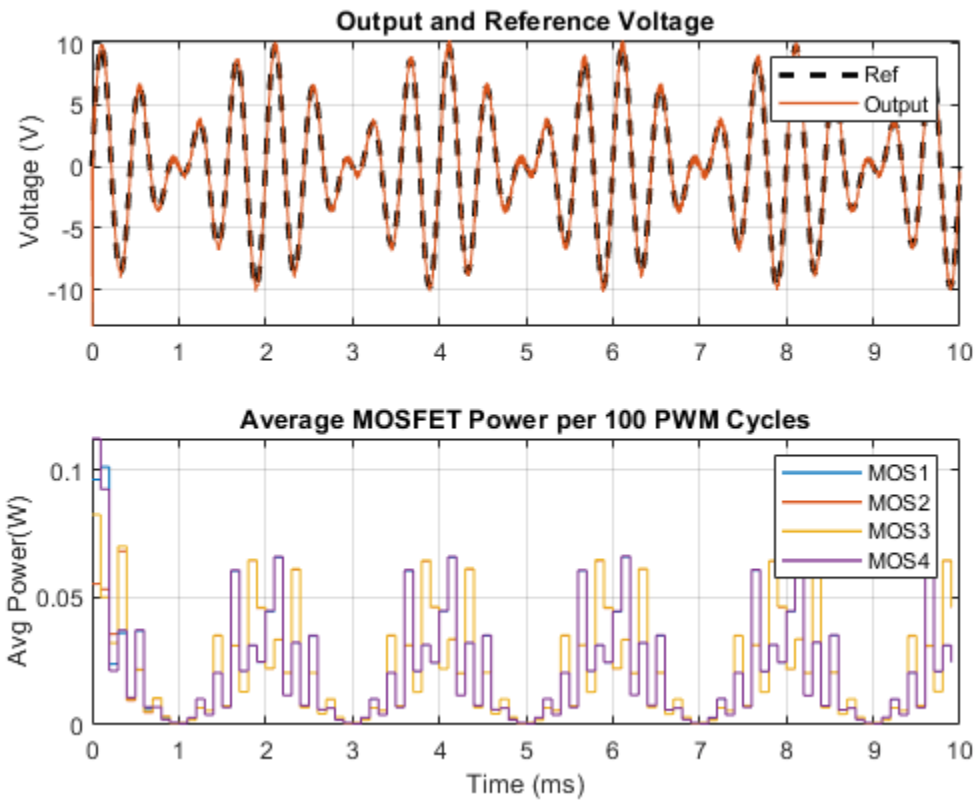 Output and Reference Voltage
10
5
0
-5
-10
Voltage (V)
Ref
Output
0 1 2 3 4 5 6 7 8 9 10
Average MOSFET Power per 100 PWM Cycles
0.1
0.05
0
Avg Power(W)
MOS1
MOS2
MOS3
MOS4
0 1 2 3 4 5 6 7 8 9 10
Time (ms)